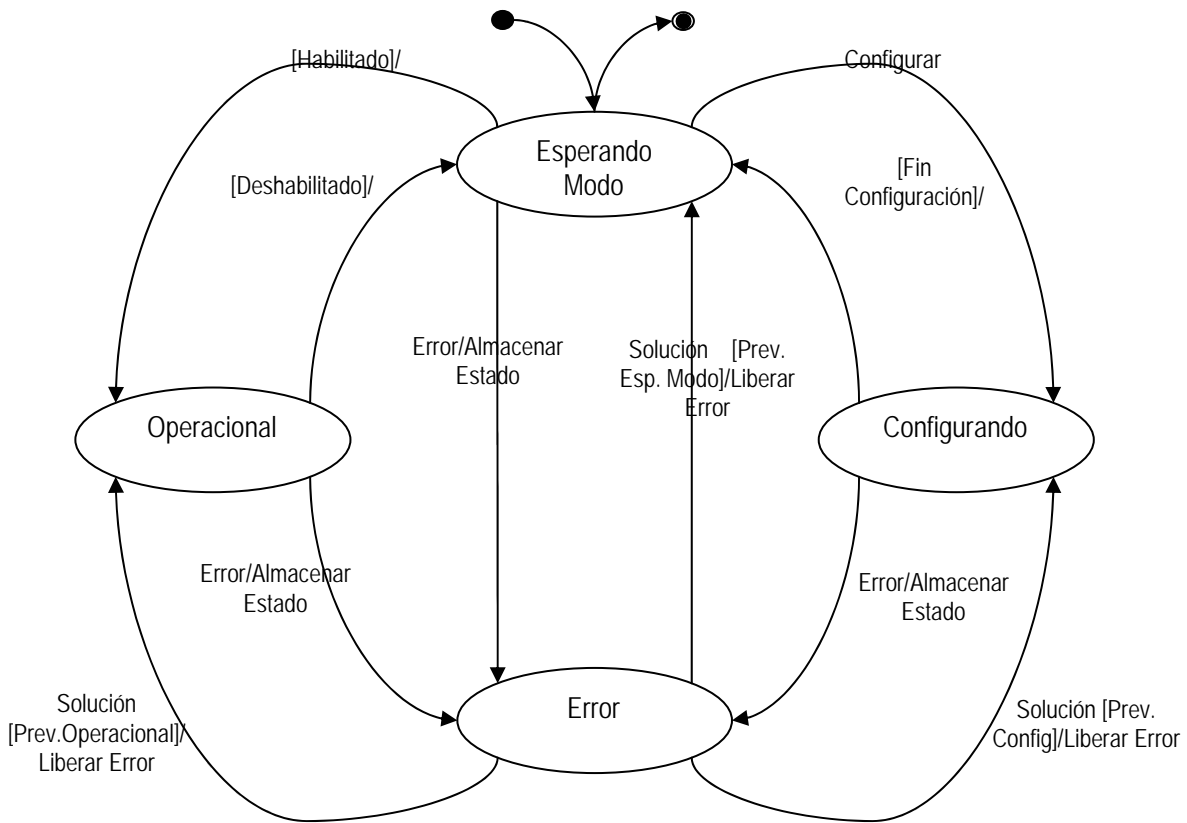 [Habilitado]/
Configurar
Esperando
Modo
[Deshabilitado]/
[Fin
Configuración]/
Error/Almacenar
Estado
Solución [Prev.
Esp. Modo]/Liberar
Error
Operacional
Configurando
Error/Almacenar
Estado
Error/Almacenar
Estado
Error
Solución
[Prev.Operacional]/
Liberar Error
Solución [Prev.
Config]/Liberar Error